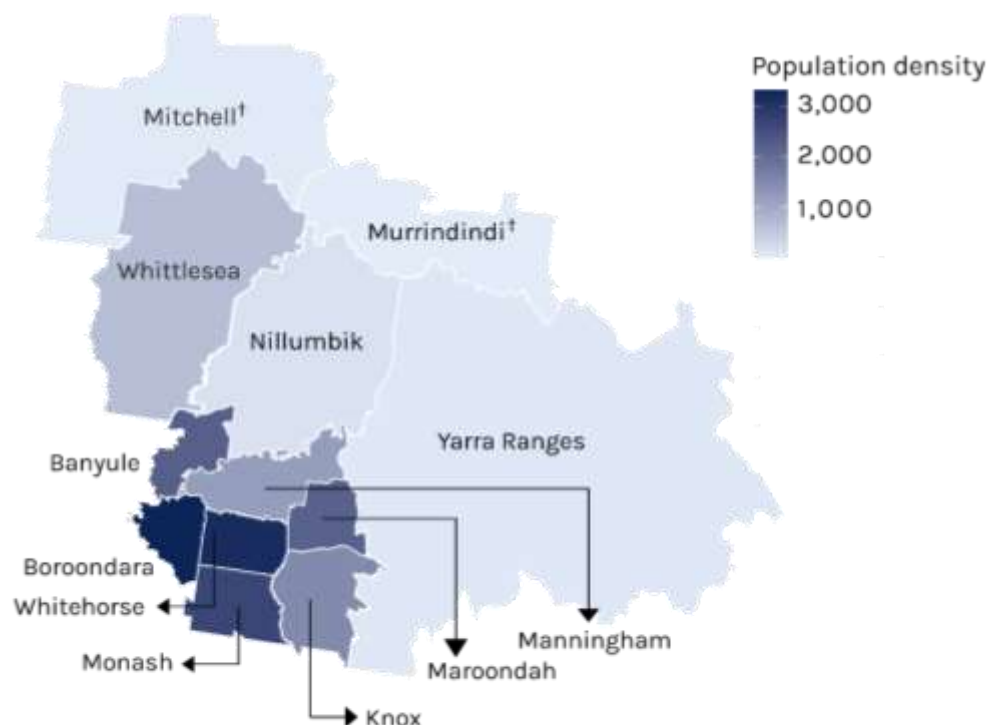 Population density
3,000
2,000
1,000
Mitchell†
Murrindindi†
Whittlesea
Nillumbik
Yarra Ranges
Banyule
Boroondara
Whitehorse
Manningham
Monash
Maroondah
Knox